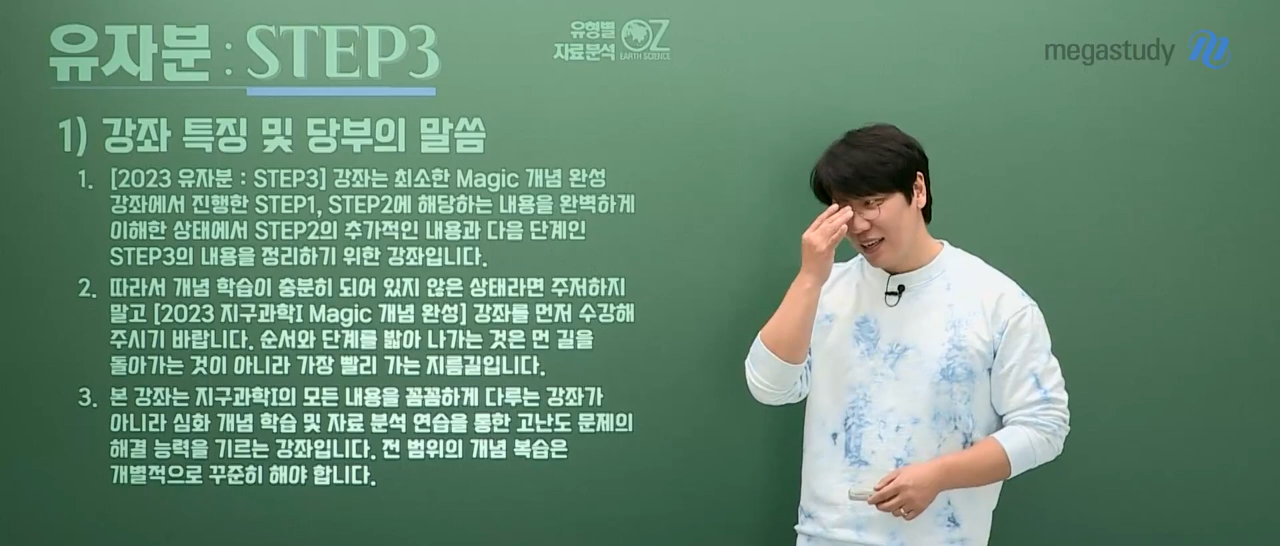 유자분 : STEP3
유형별
자료분석 OZ
EARTH SCIENCE
megastudy
1) 강좌 특징 및 당부의 말씀
1. [2023 유자분 : STEP3] 강좌는 최소한 Magic 개념 완성
강좌에서 진행한 STEP1, STEP2에 해당하는 내용을 완벽하게
이해한 상태에서 STEP2의 추가적인 내용과 다음 단계인
STEP3의 내용을 정리하기 위한 강좌입니다.
2. 따라서 개념 학습이 충분히 되어 있지 않은 상태라면 주저하지
말고 [2023 지구과학I Magic 개념 완성] 강좌를 먼저 수강해
주시기 바랍니다. 순서와 단계를 밟아 나가는 것은 먼 길을
돌아가는 것이 아니라 가장 빨리 가는 지름길입니다.
3. 본 강좌는 지구과학I의 모든 내용을 꼼꼼하게 다루는 강좌가
아니라 심화 개념 학습 및 자료 분석 연습을 통한 고난도 문제의
해결 능력을 기르는 강좌입니다. 전 범위의 개념 복습은
개별적으로 꾸준히 해야 합니다.